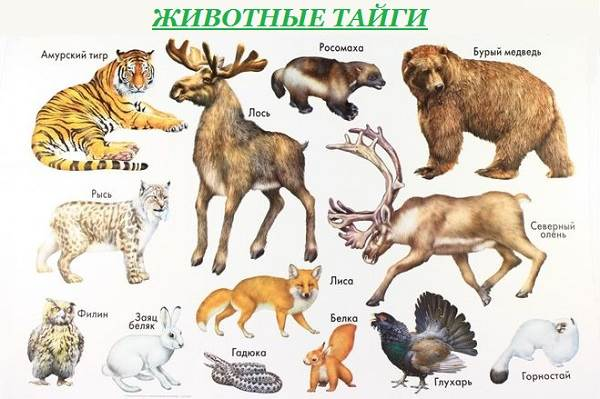 ЖИВОТНЫЕ ТАЙГИ
Амурский тигр
Росомаха
Бурый медведь
Лось
Рысь
Северный
олень
Лиса
Филин
Заяц
беляк
Белка
Гадюка
Глухарь
Горностай